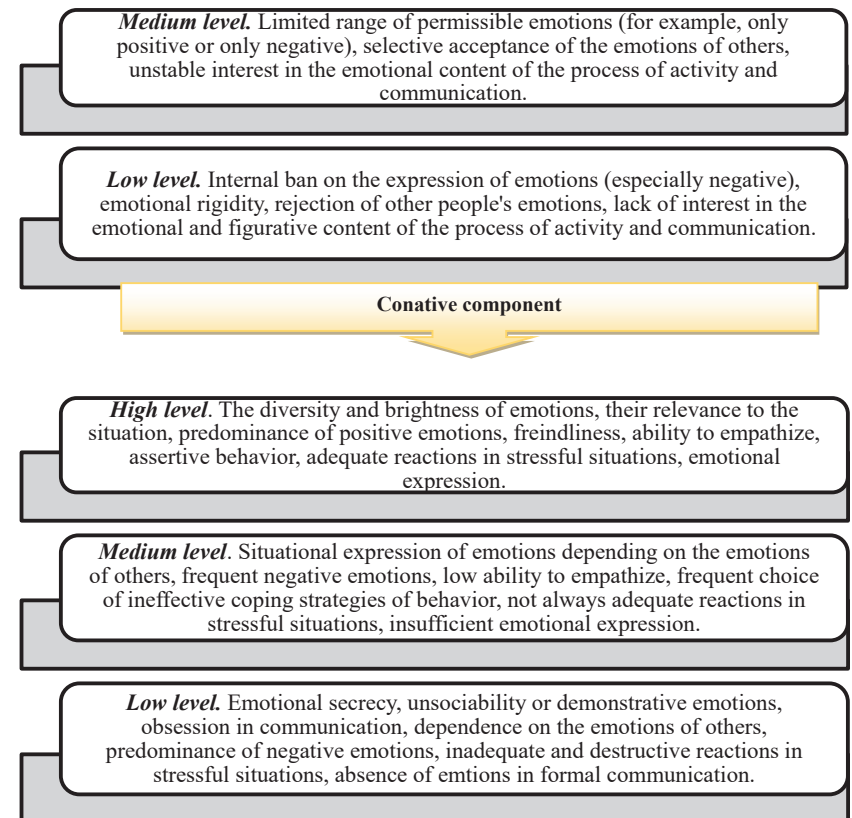 Medium level. Limited range of permissible emotions (for example, only
positive or only negative), selective acceptance of the emotions of others,
unstable interest in the emotional content of the process of activity and
communication.
Low level. Internal ban on the expression of emotions (especially negative),
emotional rigidity, rejection of other people's emotions, lack of interest in the
emotional and figurative content of the process of activity and communication.
Conative component
High level. The diversity and brightness of emotions, their relevance to the
situation, predominance of positive emotions, freindliness, ability to empathize,
assertive behavior, adequate reactions in stressful situations, emotional
expression.
Medium level. Situational expression of emotions depending on the emotions
of others, frequent negative emotions, low ability to empathize, frequent choice
of ineffective coping strategies of behavior, not always adequate reactions in
stressful situations, insufficient emotional expression.
Low level. Emotional secrecy, unsociability or demonstrative emotions,
obsession in communication, dependence on the emotions of others,
predominance of negative emotions, inadequate and destructive reactions in
stressful situations, absence of emtions in formal communication.